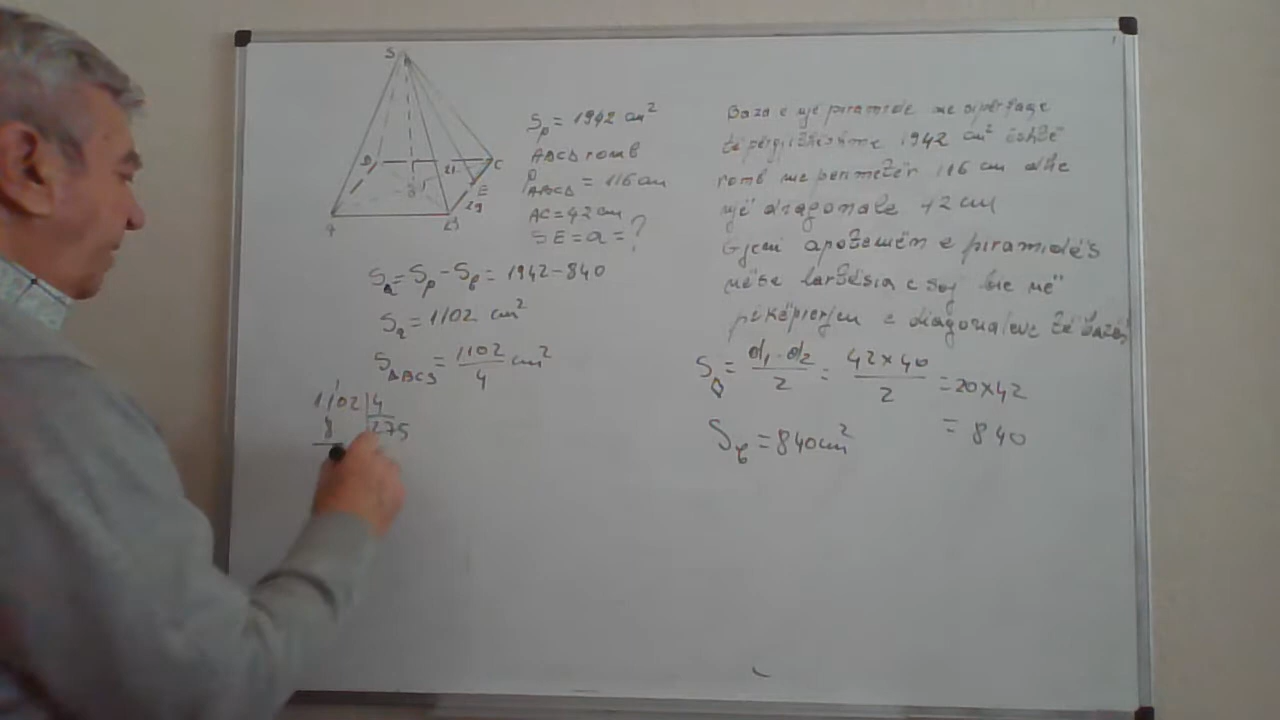 S
D
C
21
E
29
A
B
Sp = 1942 cm²
ABCD romb
P ABCD = 116 cm
AC = 42 cm
SE = a = ?
Sa = Sp - Sb = 1942 - 840
Sa = 1102 cm²
S ΔBCS = 1102/4 cm²
1102 | 4
8 275
Baza e një piramide me sipërfaqe
të përgjithshme 1942 cm² është
romb me perimetër 116 cm dhe
një diagonale 42 cm
Gjeni apotemën e piramidës
nëse lartësia e saj bie në
pikëprerjen e diagonaleve të bazës
S◊ = d₁ · d₂ / 2 = 42 × 40 / 2 = 20 × 42
= 840
Sb = 840 cm²